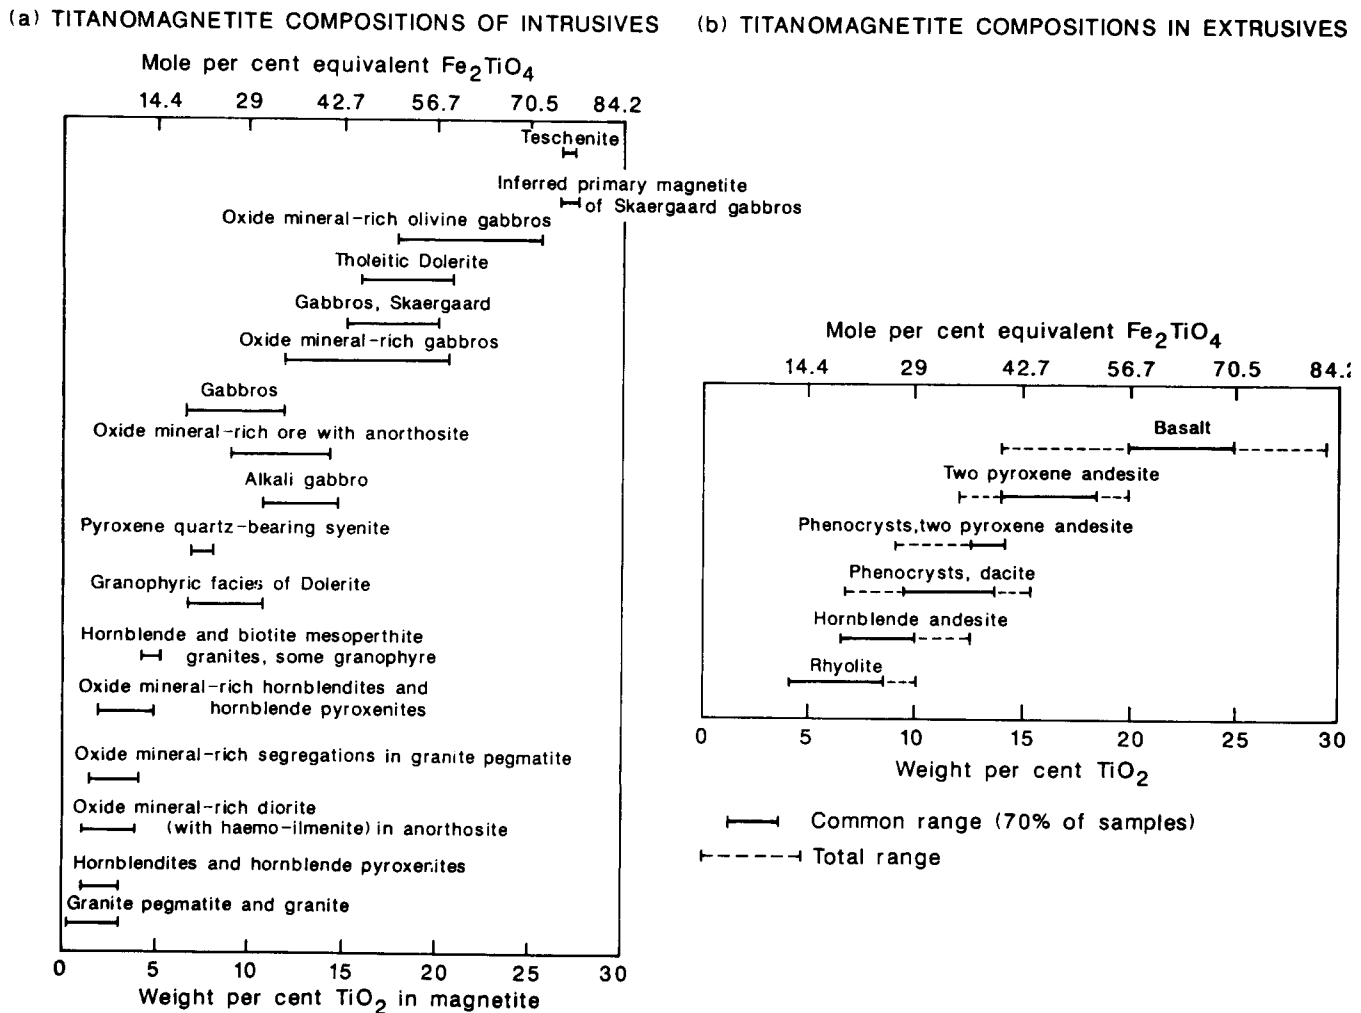 (a) TITANOMAGNETITE COMPOSITIONS OF INTRUSIVES
Mole per cent equivalent Fe2TiO4
14.4 29 42.7 56.7 70.5 84.2
Teschenite
Inferred primary magnetite
of Skaergaard gabbros
Oxide mineral-rich olivine gabbros
Tholeitic Dolerite
Gabbros, Skaergaard
Oxide mineral-rich gabbros
Gabbros
Oxide mineral-rich ore with anorthosite
Alkali gabbro
Pyroxene quartz-bearing syenite
Granophyric facies of Dolerite
Hornblende and biotite mesoperthite
granites, some granophyre
Oxide mineral-rich hornblendites and
hornblende pyroxenites
Oxide mineral-rich segregations in granite pegmatite
Oxide mineral-rich diorite
(with haemo-ilmenite) in anorthosite
Hornblendites and hornblende pyroxenites
Granite pegmatite and granite
0 5 10 15 20 25 30
Weight per cent TiO2 in magnetite
(b) TITANOMAGNETITE COMPOSITIONS IN EXTRUSIVES
Mole per cent equivalent Fe2TiO4
14.4 29 42.7 56.7 70.5 84.2
Basalt
Two pyroxene andesite
Phenocrysts,two pyroxene andesite
Phenocrysts, dacite
Hornblende andesite
Rhyolite
0 5 10 15 20 25 30
Weight per cent TiO2
Common range (70% of samples)
Total range